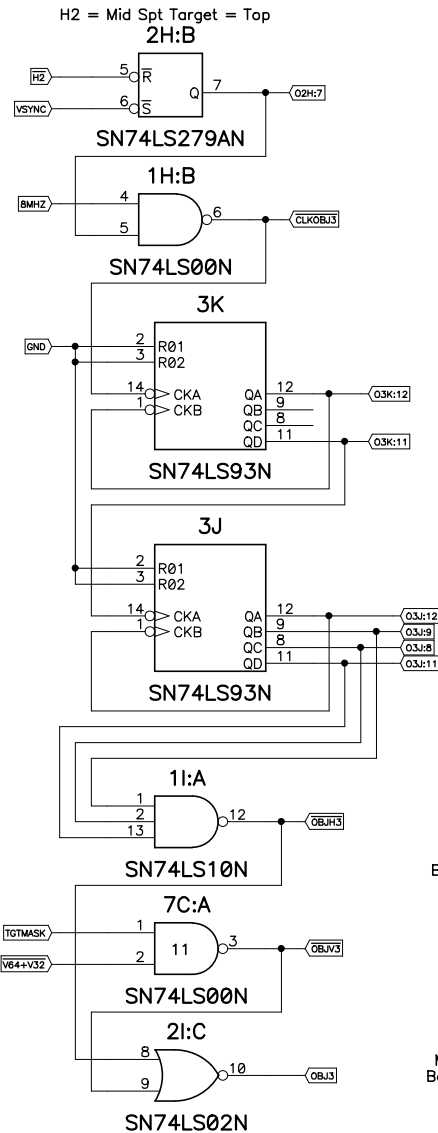 H2 = Mid Spt Target = Top
2H:B
H2 5 R
Q 7 O2H:7
VSYNC 6 S
SN74LS279AN
1H:B
8MHZ 4
6 CLKOBJ3
5
SN74LS00N
3K
GND 2 R01
3 R02
14 CKA QA 12 O3K:12
1 CKB QB 9
QC 8
QD 11 O3K:11
SN74LS93N
3J
2 R01
3 R02
14 CKA QA 12 O3J:12
1 CKB QB 9 O3J:9
QC 8 O3J:8
QD 11 O3J:11
SN74LS93N
1I:A
1
2 12 OBJH3
13
SN74LS10N
B
7C:A
TGTMASK 1
11 3 OBJV3
V64+V32 2
SN74LS00N
2I:C
8
10 OBJ3
9
SN74LS02N